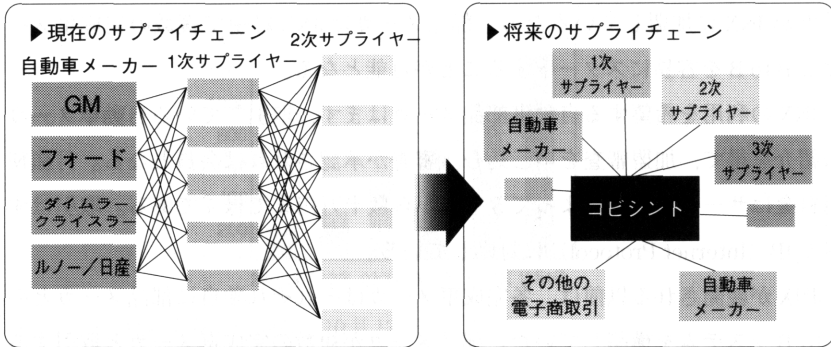 ▶現在のサプライチェーン
自動車メーカー
1次サプライヤー
2次サプライヤー
GM
フォード
ダイムラー
クライスラー
ルノー/日産
▶将来のサプライチェーン
1次
サプライヤー
2次
サプライヤー
自動車
メーカー
3次
サプライヤー
コビシント
その他の
電子商取引
自動車
メーカー